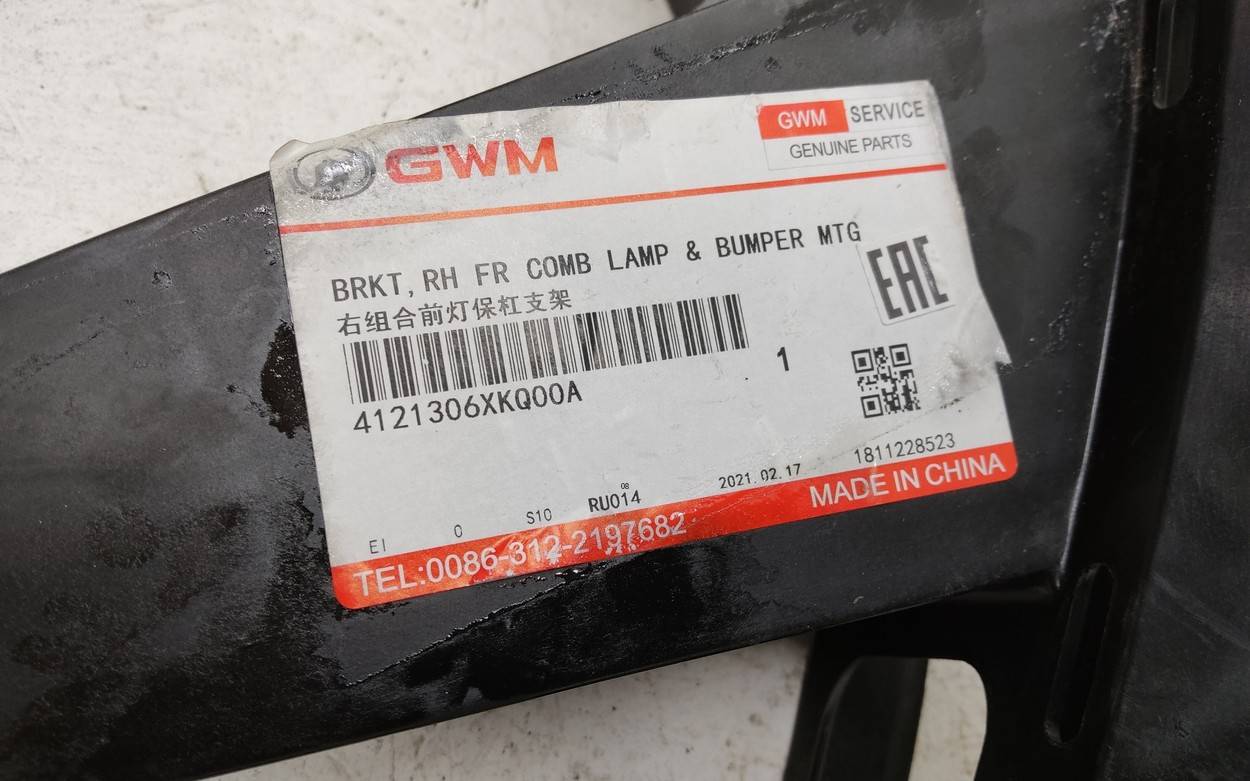 GWM
GWM SERVICE
GENUINE PARTS
BRKT,RH FR COMB LAMP & BUMPER MTG
右组合前灯保杠支架
EAC
1
4121306XKQ00A
1811228523
2021.02.17
08
RU014
S10
0
EI
MADE IN CHINA
TEL:0086-312-2197682